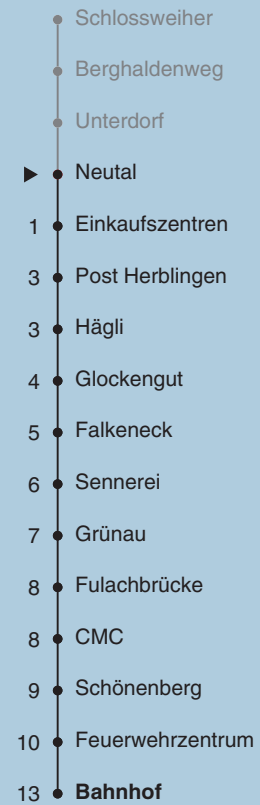 Schlossweiher
Berghaldenweg
Unterdorf
Neutal
1 Einkaufszentren
3 Post Herblingen
3 Hägli
4 Glockengut
5 Falkeneck
6 Sennerei
7 Grünau
8 Fulachbrücke
8 CMC
9 Schönenberg
10 Feuerwehrzentrum
13 Bahnhof